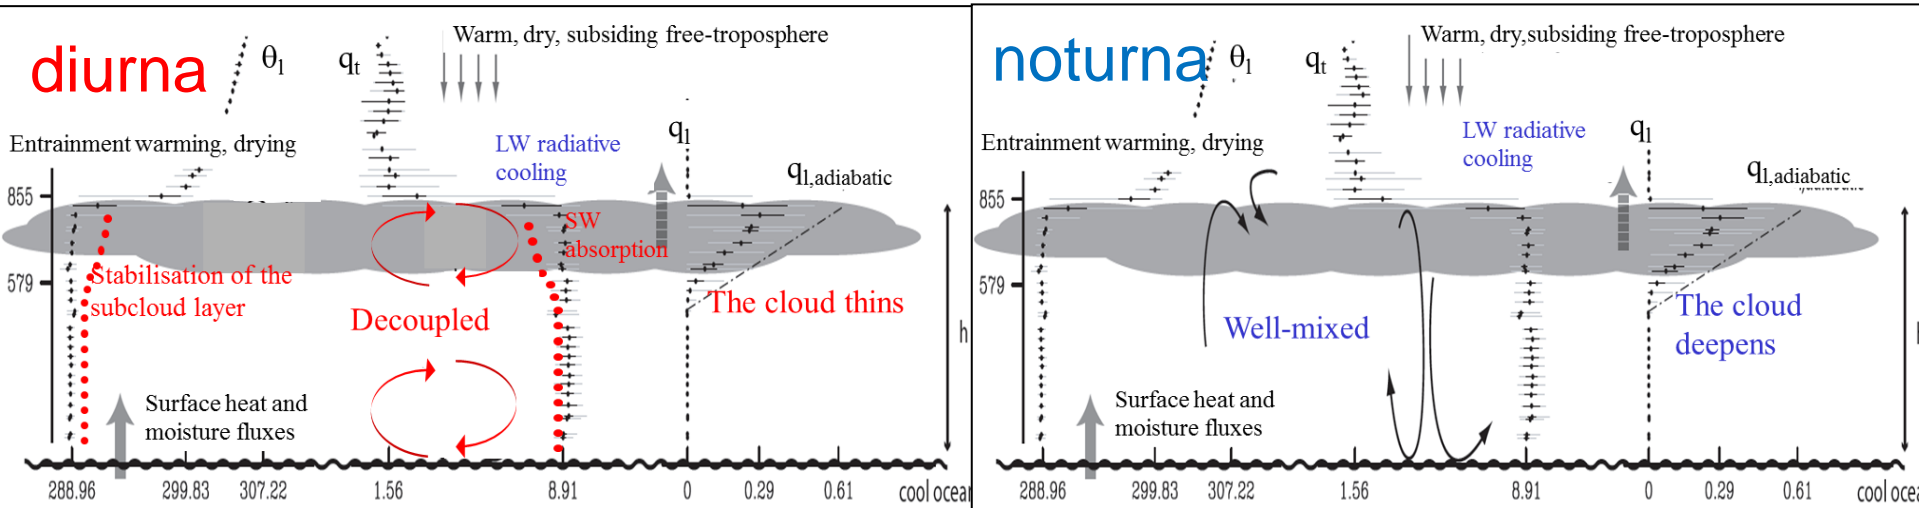 diurna
θl
qt
Warm, dry, subsiding free-troposphere
Entrainment warming, drying
LW radiative
cooling
ql
ql,adiabatic
855
SW
absorption
Stabilisation of the
subcloud layer
579
Decoupled
The cloud thins
h
Surface heat and
moisture fluxes
288.96
299.83
307.22
1.56
8.91
0
0.29
0.61
cool ocea
noturna
θl
qt
Warm, dry,subsiding free-troposphere
Entrainment warming, drying
LW radiative
cooling
ql
ql,adiabatic
855
579
Well-mixed
The cloud
deepens
Surface heat and
moisture fluxes
288.96
299.83
307.22
1.56
8.91
0
0.29
0.61
cool ocea